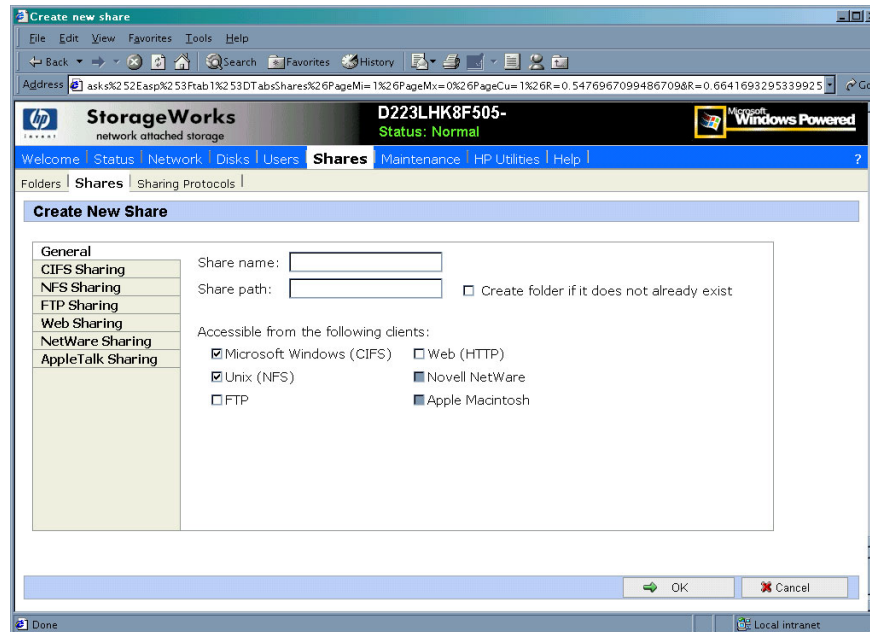 Create new share
File Edit View Favorites Tools Help
Back Search Favorites History
Address asks%252Easp%253Ftab1%253DTabsShares%26PageMi=1%26PageMx=0%26PageCu=1%26R=0.5476967099486709&R=0.6641693295339925 Go
hp invent StorageWorks D223LHK8F505- Microsoft Windows Powered
network attached storage Status: Normal
Welcome Status Network Disks Users Shares Maintenance HP Utilities Help ?
Folders Shares Sharing Protocols
Create New Share
General
CIFS Sharing
NFS Sharing
FTP Sharing
Web Sharing
NetWare Sharing
AppleTalk Sharing
Share name:
Share path: Create folder if it does not already exist
Accessible from the following clients:
Microsoft Windows (CIFS) Web (HTTP)
Unix (NFS) Novell NetWare
FTP Apple Macintosh
OK Cancel
Done Local intranet